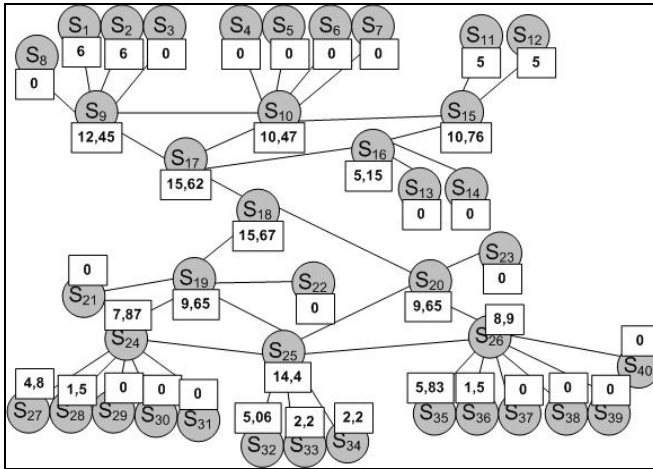 S1 S2 S3 S4 S5 S6 S7
S11 S12
S8 6 6 0 0 0 0 0 5 5
0
S9 S10 S15
12,45 10,47 10,76
S17 S16
15,62 5,15
S13 S14
0 0
S18
15,67
S23
0
0
S21
S19 S22 S20
9,65 0 9,65
7,87 8,9
S24 S26
S25
14,4
0
S40
4,8 1,5 0 0 0
S27 S28 S29 S30 S31
5,06 2,2 2,2
S32 S33 S34
5,83 1,5 0 0 0
S35 S36 S37 S38 S39